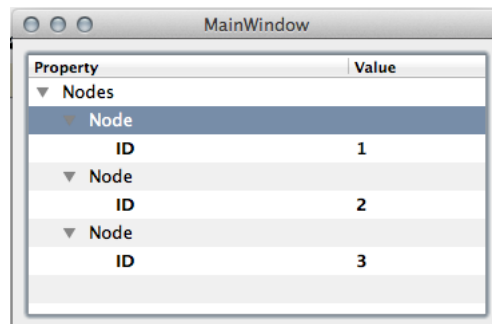 MainWindow
Property Value
Nodes
Node
ID 1
Node
ID 2
Node
ID 3